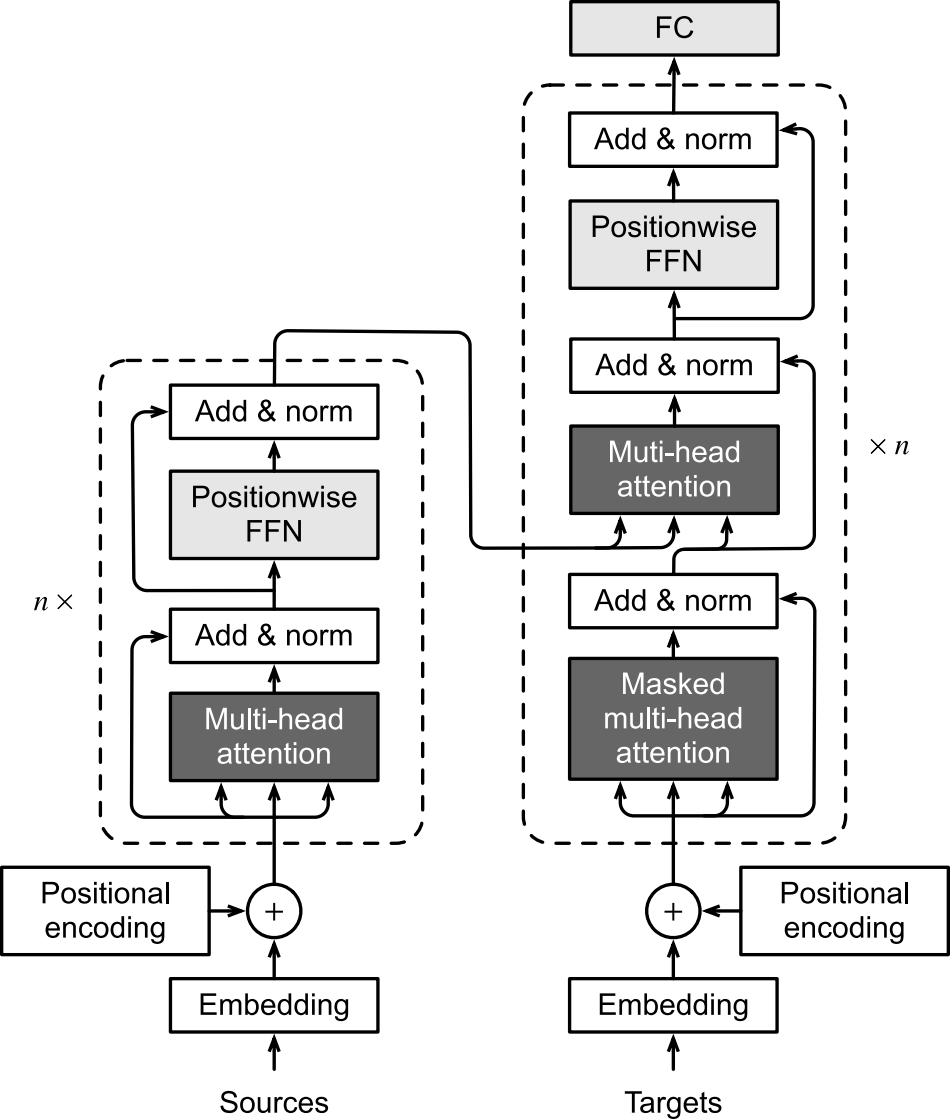 FC
Add & norm
Positionwise
FFN
Add & norm
Muti-head
attention
× n
Add & norm
Masked
multi-head
attention
Add & norm
Positionwise
FFN
n ×
Add & norm
Multi-head
attention
Positional
encoding
+
+
Positional
encoding
Embedding
Embedding
Sources
Targets